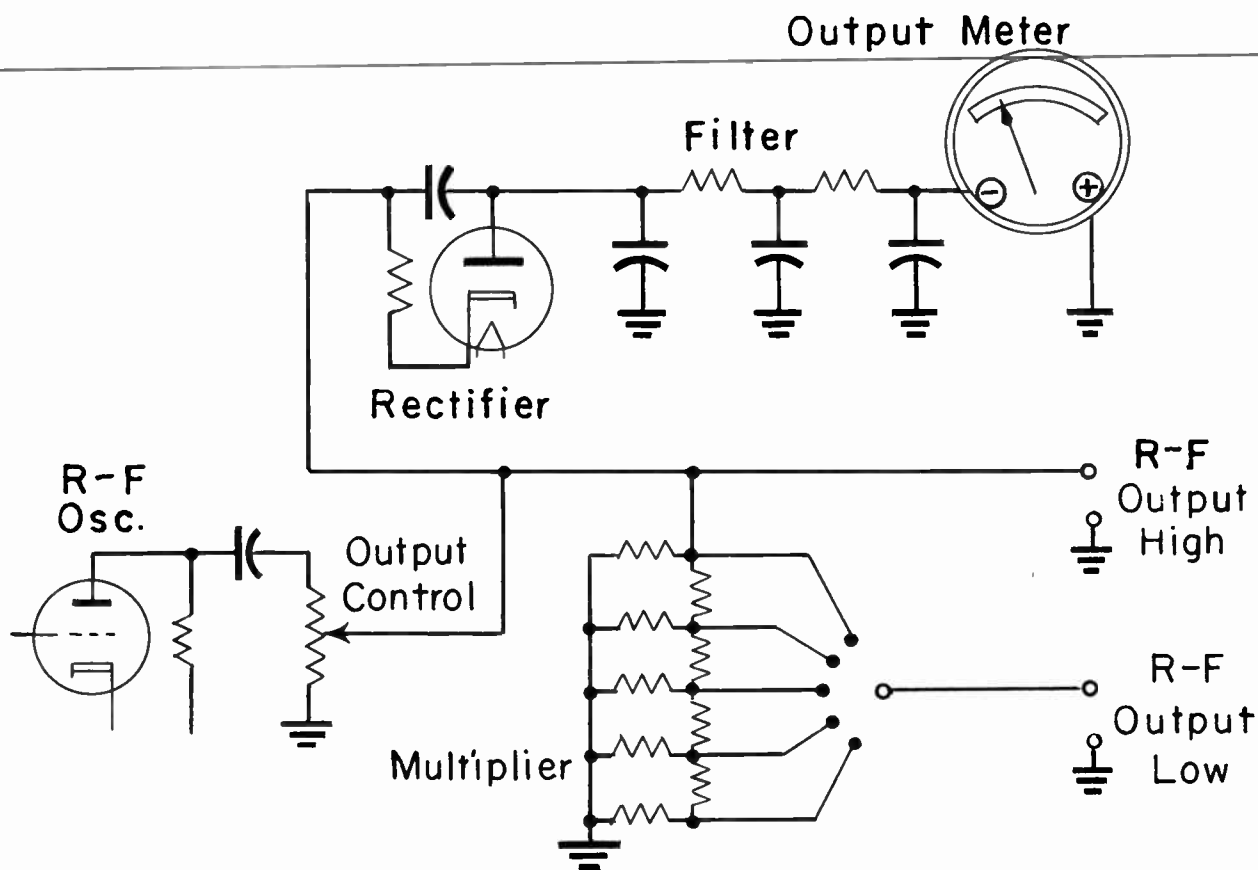 Output Meter
Filter
-
+
Rectifier
R-F
Osc.
Output
Control
R-F
Output
High
Multiplier
R-F
Output
Low